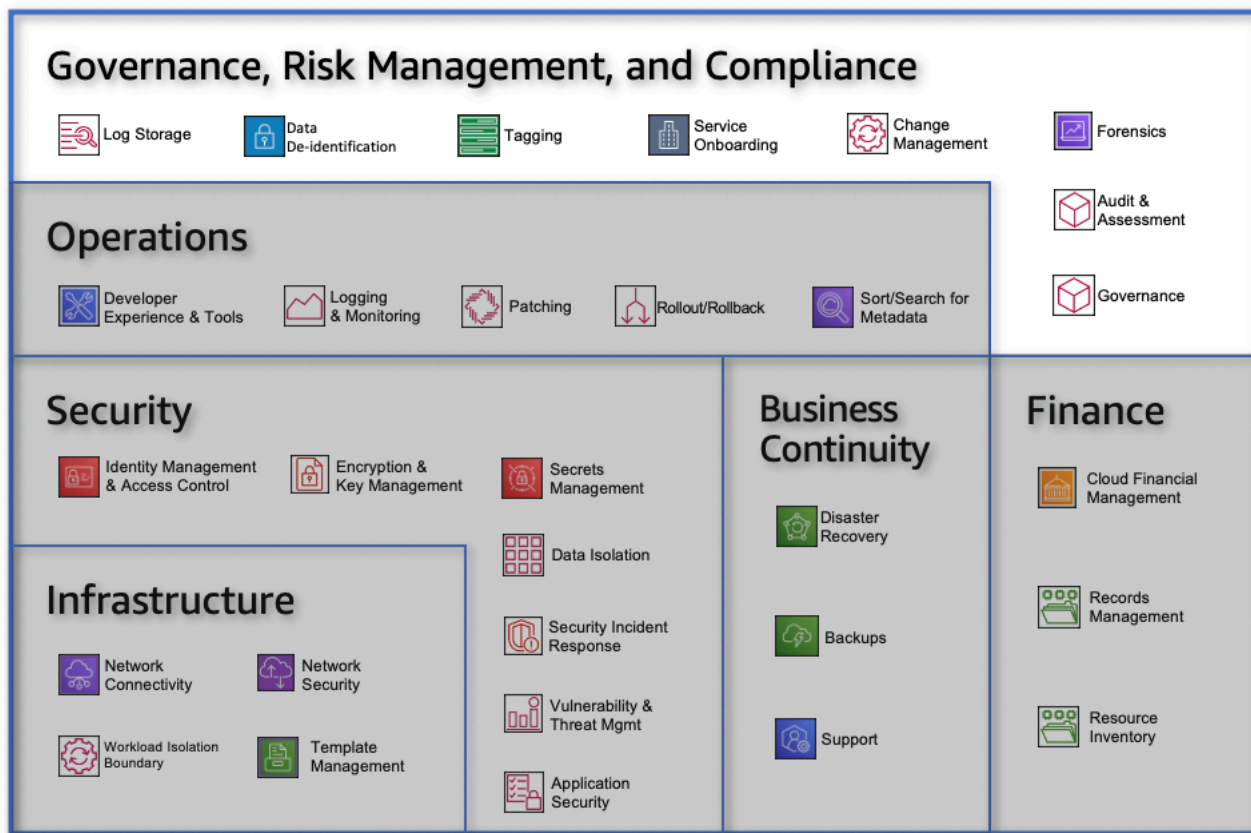 Governance, Risk Management, and Compliance
Log Storage
Data
De-identification
Tagging
Service
Onboarding
Change
Management
Forensics
Audit &
Assessment
Governance
Operations
Developer
Experience & Tools
Logging
& Monitoring
Patching
Rollout/Rollback
Sort/Search for
Metadata
Security
Identity Management
& Access Control
Encryption &
Key Management
Secrets
Management
Data Isolation
Security Incident
Response
Vulnerability &
Threat Mgmt
Application
Security
Infrastructure
Network
Connectivity
Network
Security
Workload Isolation
Boundary
Template
Management
Business
Continuity
Disaster
Recovery
Backups
Support
Finance
Cloud Financial
Management
Records
Management
Resource
Inventory